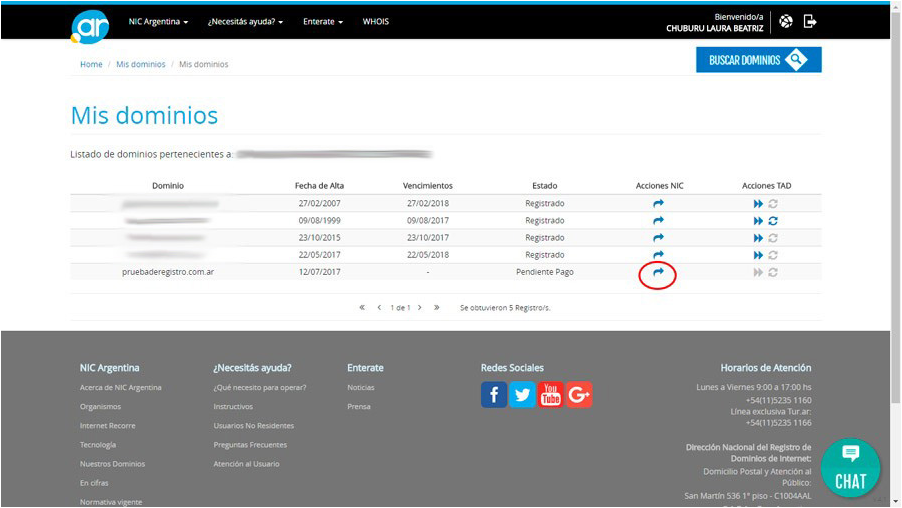 .ar
NIC Argentina ¿Necesitás ayuda? Enterate WHOIS
Bienvenido/a
CHUBURU LAURA BEATRIZ
Home / Mis dominios / Mis dominios
BUSCAR DOMINIOS
Mis dominios
Listado de dominios pertenecientes a:
Dominio Fecha de Alta Vencimientos Estado Acciones NIC Acciones TAD
27/02/2007 27/02/2018 Registrado
09/08/1999 09/08/2017 Registrado
23/10/2015 23/10/2017 Registrado
22/05/2017 22/05/2018 Registrado
pruebaderegistro.com.ar 12/07/2017 - Pendiente Pago
« ‹ 1 de 1 › » Se obtuvieron 5 Registro/s.
NIC Argentina
Acerca de NIC Argentina
Organismos
Internet Recorre
Tecnología
Nuestros Dominios
En cifras
Normativa vigente
¿Necesitás ayuda?
¿Qué necesito para operar?
Instructivos
Usuarios No Residentes
Preguntas Frecuentes
Atención al Usuario
Enterate
Noticias
Prensa
Redes Sociales
f You Tube G+
Horarios de Atención
Lunes a Viernes 9:00 a 17:00 hs
+54(11)5235 1160
Línea exclusiva Tur.ar:
+54(11)5235 1166
Dirección Nacional del Registro de
Dominios de Internet:
Domicilio Postal y Atención al
Público:
San Martín 536 1° piso - C1004AAL
CHAT